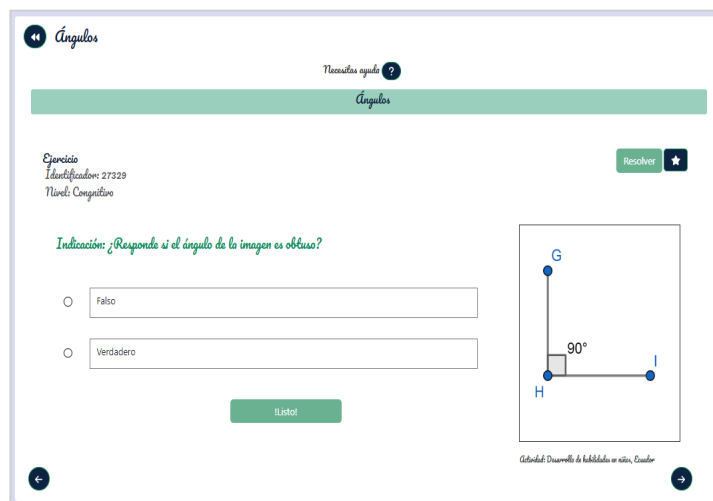 Ángulos
Necesitas ayuda ?
Ángulos
Ejercicio
Identificador: 27329
Nivel: Congnitivo
Resolver
Indicación: ¿Responde si el ángulo de la imagen es obtuso?
Falso
Verdadero
!Listo!
G
90°
I
H
Actividad: Desarrollo de habilidades en niños, Ecuador